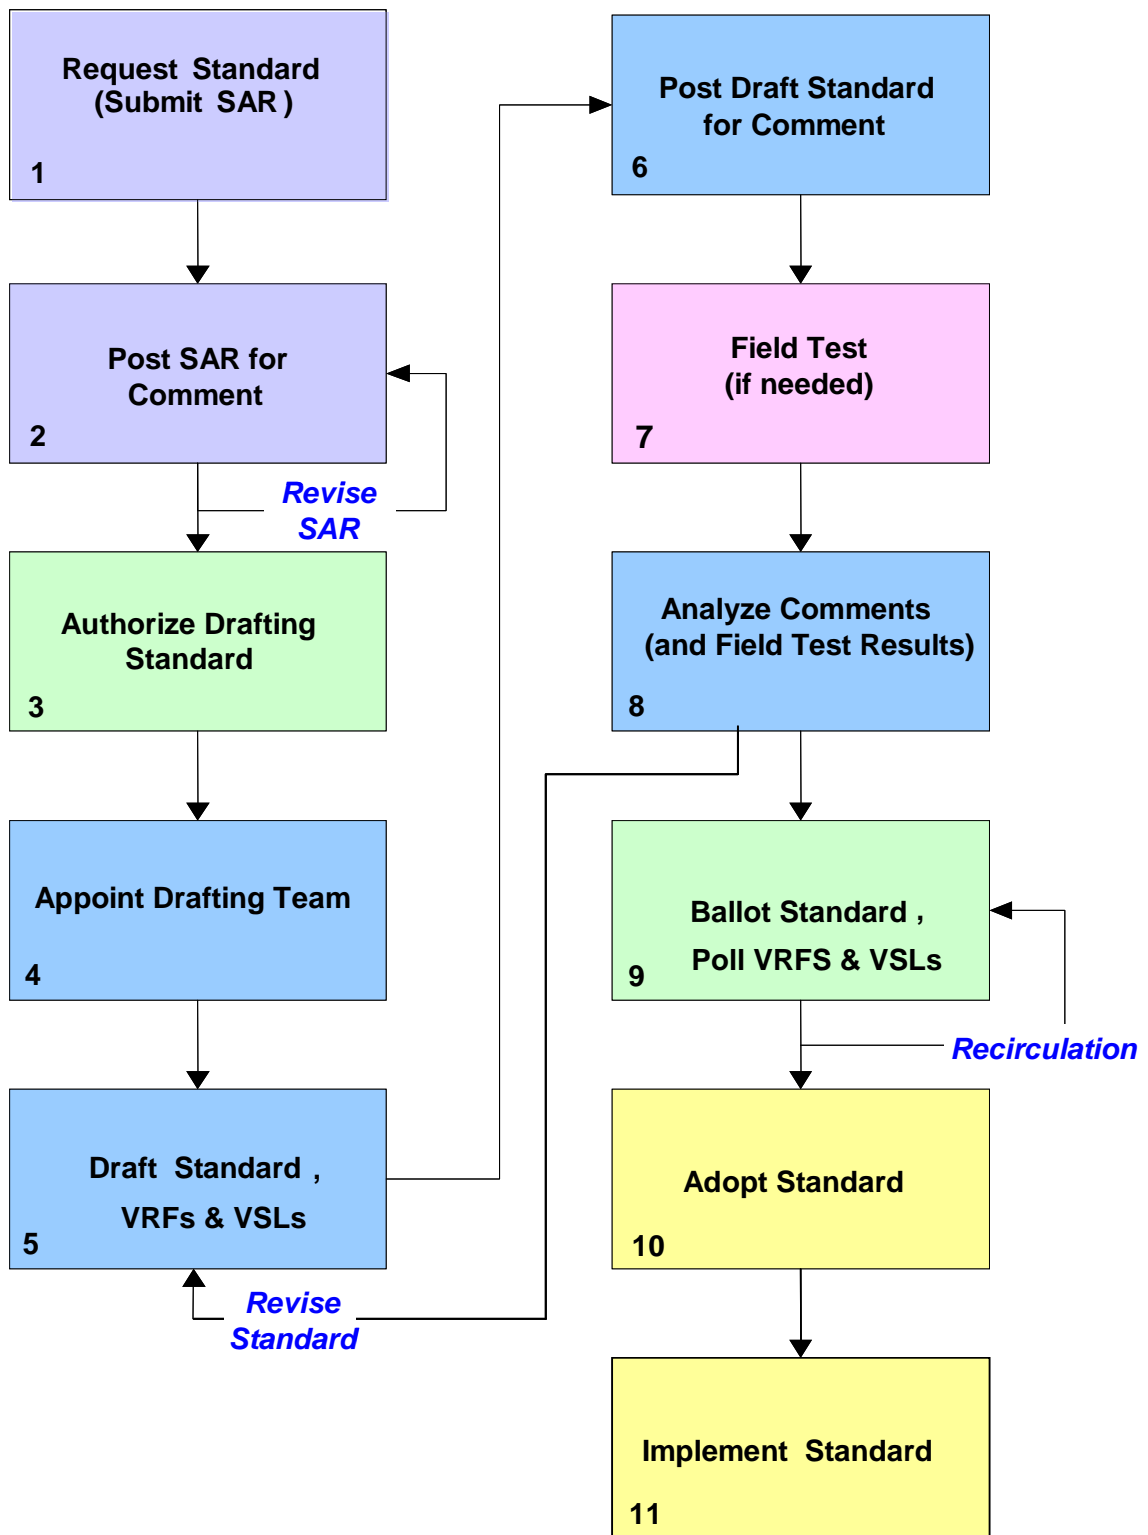 Request Standard
(Submit SAR)
1
Post SAR for
Comment
2
Revise
SAR
Authorize Drafting
Standard
3
Appoint Drafting Team
4
Draft Standard ,
VRFs & VSLs
5
Revise
Standard
Post Draft Standard
for Comment
6
Field Test
(if needed)
7
Analyze Comments
(and Field Test Results)
8
Ballot Standard ,
Poll VRFS & VSLs
9
Recirculation
Adopt Standard
10
Implement Standard
11